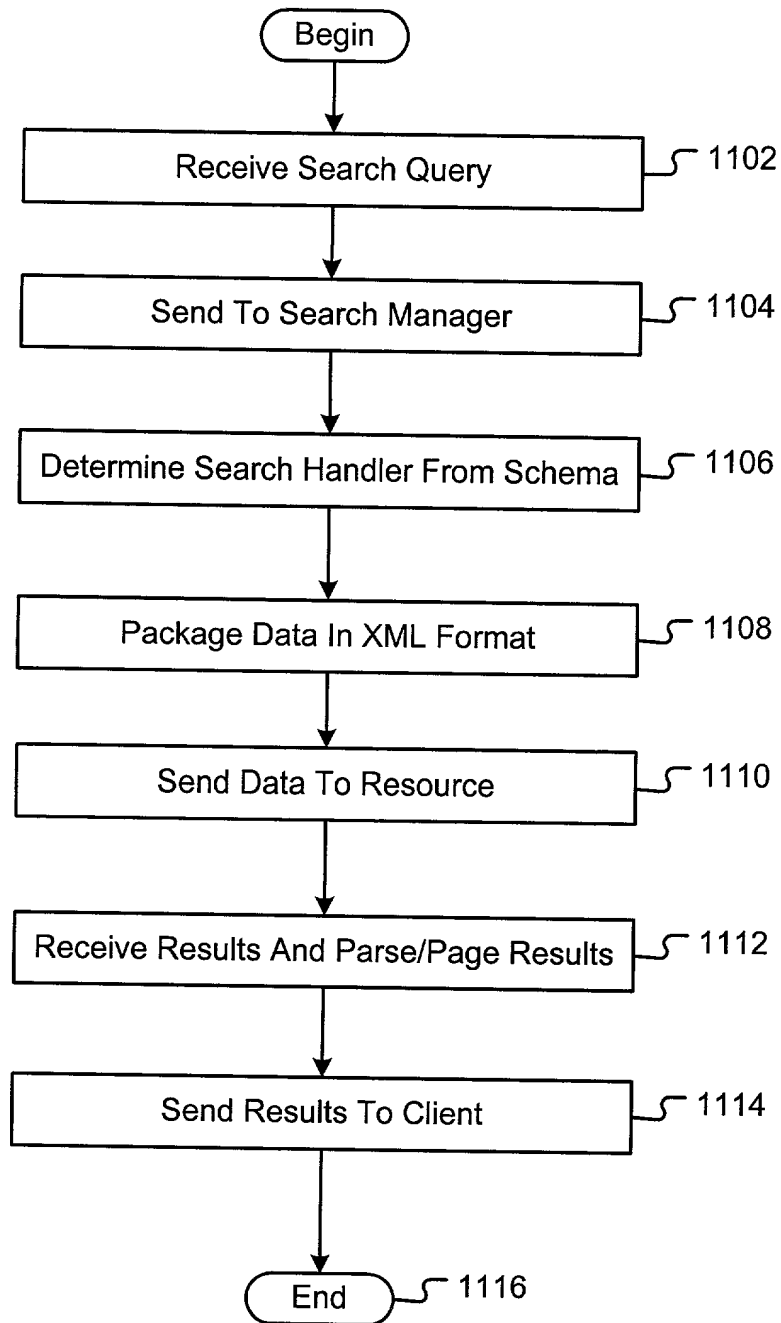 Begin
Receive Search Query 1102
Send To Search Manager 1104
Determine Search Handler From Schema 1106
Package Data In XML Format 1108
Send Data To Resource 1110
Receive Results And Parse/Page Results 1112
Send Results To Client 1114
End 1116